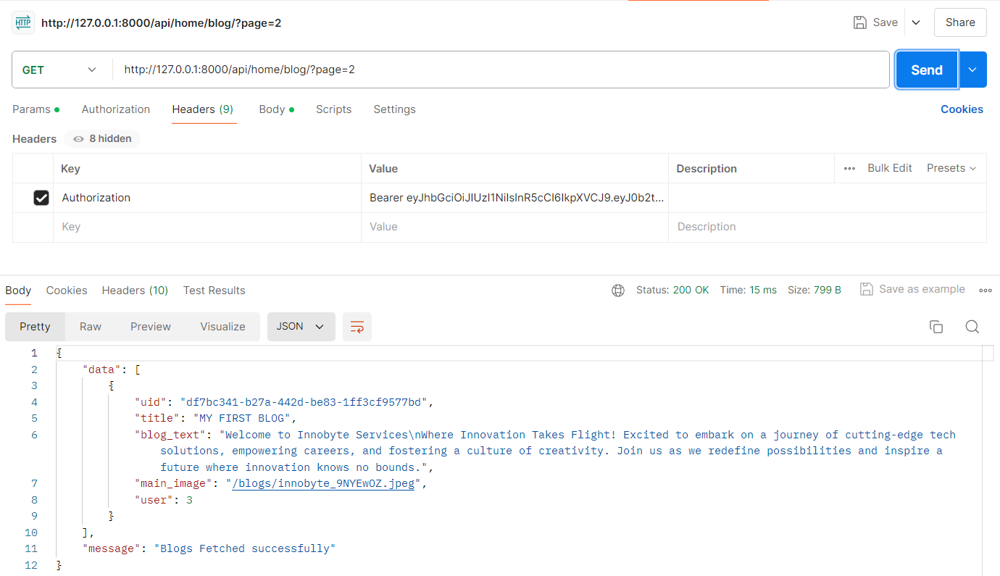 HTTP http://127.0.0.1:8000/api/home/blog/?page=2 Save Share
GET http://127.0.0.1:8000/api/home/blog/?page=2 Send
Params Authorization Headers (9) Body Scripts Settings Cookies
Headers 8 hidden
Key Value Description Bulk Edit Presets
Authorization Bearer eyJhbGciOiJIUzI1NiIsInR5cCI6IkpXVCJ9.eyJ0b2t...
Key Value Description
Body Cookies Headers (10) Test Results Status: 200 OK Time: 15 ms Size: 799 B Save as example
Pretty Raw Preview Visualize JSON
1 {
2 "data": [
3 {
4 "uid": "df7bc341-b27a-442d-be83-1ff3cf9577bd",
5 "title": "MY FIRST BLOG",
6 "blog_text": "Welcome to Innobyte Services\nWhere Innovation Takes Flight! Excited to embark on a journey of cutting-edge tech
solutions, empowering careers, and fostering a culture of creativity. Join us as we redefine possibilities and inspire a
future where innovation knows no bounds.",
7 "main_image": "/blogs/innobyte_9NYEwOZ.jpeg",
8 "user": 3
9 }
10 ],
11 "message": "Blogs Fetched successfully"
12 }